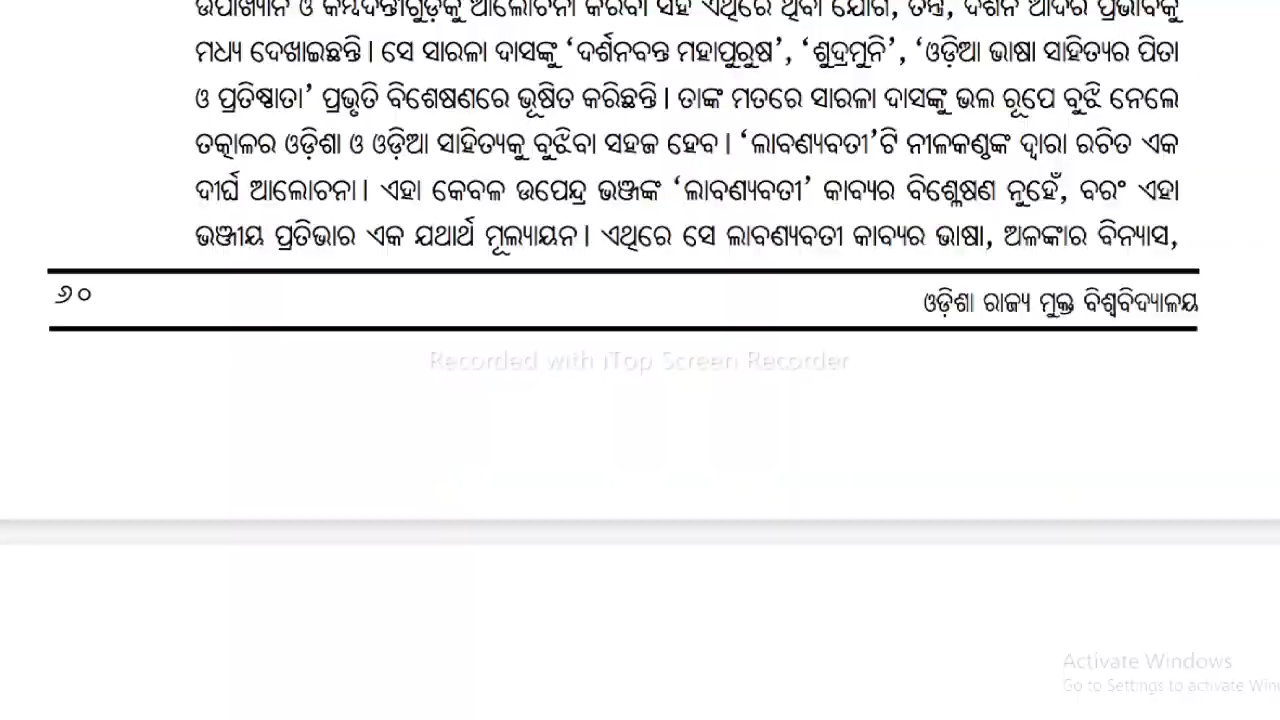 ଉପାଖ୍ୟାନ ଓ କିମ୍ବଦନ୍ତୀଗୁଡ଼ିକୁ ଆଲୋଚନା କରିବା ସହ ଏଥିରେ ଥିବା ଯୋଗ, ତନ୍ତ୍ର, ଦର୍ଶନ ଆଦିର ପ୍ରଭାବକୁ
ମଧ୍ୟ ଦେଖାଇଛନ୍ତି । ସେ ସାରଳା ଦାସଙ୍କୁ ‘ଦର୍ଶନବନ୍ତ ମହାପୁରୁଷ’, ‘ଶୁଦ୍ରମୁନି’, ‘ଓଡ଼ିଆ ଭାଷା ସାହିତ୍ୟର ପିତା
ଓ ପ୍ରତିଷ୍ଠାତା’ ପ୍ରଭୃତି ବିଶେଷଣରେ ଭୂଷିତ କରିଛନ୍ତି । ତାଙ୍କ ମତରେ ସାରଳା ଦାସଙ୍କୁ ଭଲ ରୂପେ ବୁଝି ନେଲେ
ତତ୍କାଳର ଓଡ଼ିଶା ଓ ଓଡ଼ିଆ ସାହିତ୍ୟକୁ ବୁଝିବା ସହଜ ହେବ । ‘ଲାବଣ୍ୟବତୀ’ଟି ନୀଳକଣ୍ଠଙ୍କ ଦ୍ୱାରା ରଚିତ ଏକ
ଦୀର୍ଘ ଆଲୋଚନା । ଏହା କେବଳ ଉପେନ୍ଦ୍ର ଭଞ୍ଜଙ୍କ ‘ଲାବଣ୍ୟବତୀ’ କାବ୍ୟର ବିଶ୍ଳେଷଣ ନୁହେଁ, ବରଂ ଏହା
ଭଞ୍ଜୀୟ ପ୍ରତିଭାର ଏକ ଯଥାର୍ଥ ମୂଲ୍ୟାୟନ । ଏଥିରେ ସେ ଲାବଣ୍ୟବତୀ କାବ୍ୟର ଭାଷା, ଅଳଙ୍କାର ବିନ୍ୟାସ,
୬୦ ଓଡ଼ିଶା ରାଜ୍ୟ ମୁକ୍ତ ବିଶ୍ୱବିଦ୍ୟାଳୟ
Recorded with iTop Screen Recorder
Activate Windows
Go to Settings to activate Win